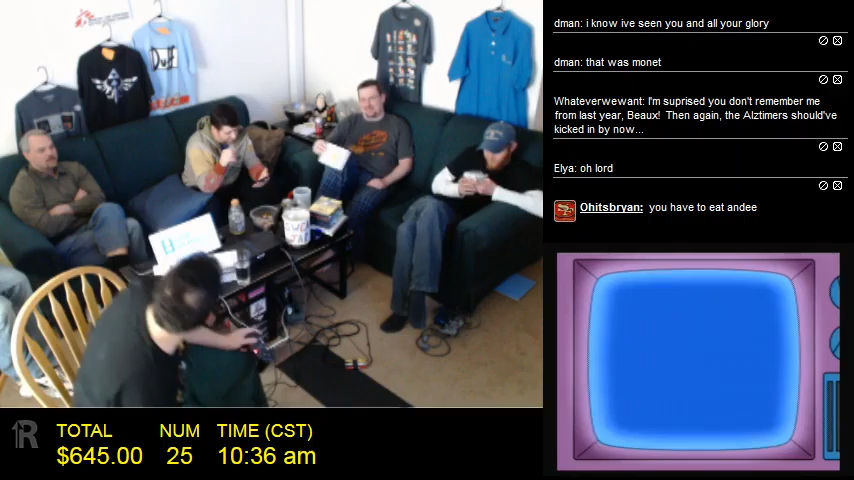 Duff
dman: i know ive seen you and all your glory
dman: that was monet
Whateverwewant: I'm suprised you don't remember me
from last year, Beaux!  Then again, the Alztimers should've
kicked in by now...
Elya: oh lord
Ohitsbryan: you have to eat andee
TOTAL NUM TIME (CST)
$645.00 25 10:36 am